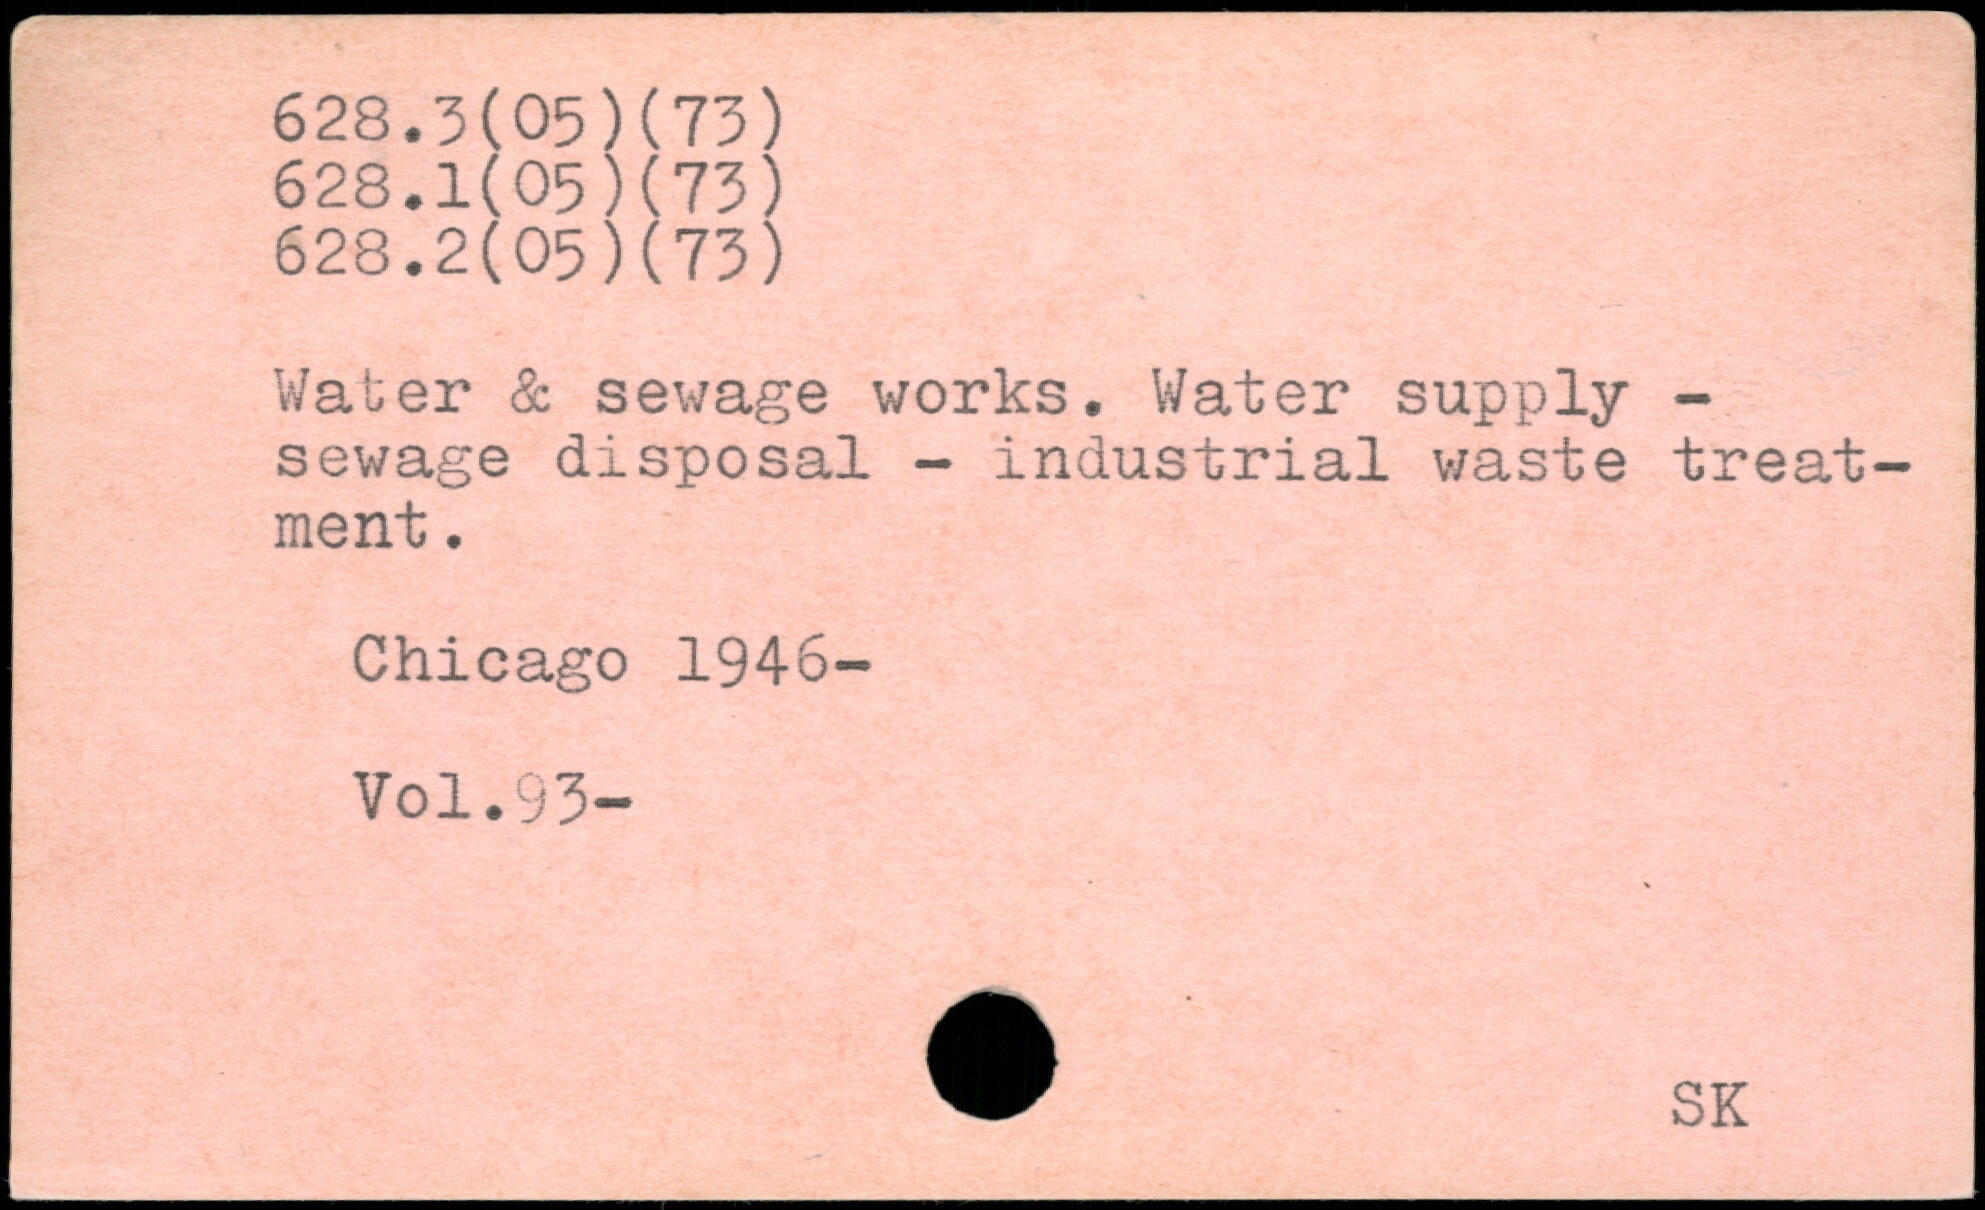 628.3(05)(73)
628.1(05)(73)
628.2(05)(73)
Water & sewage works. Water supply -
sewage disposal - industrial waste treat-
ment.
Chicago 1946-
Vol.93-
SK